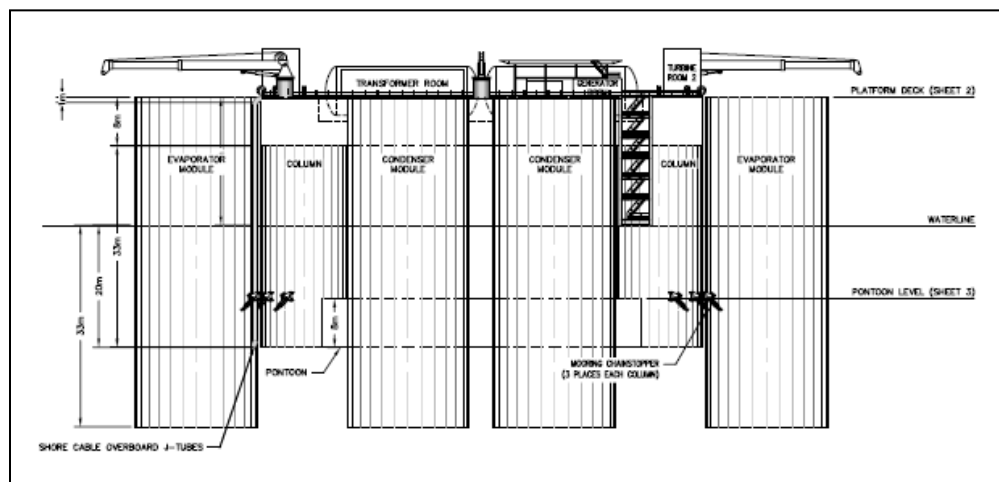 TRANSFORMER ROOM
GENERATOR
TURBINE
ROOM 2
PLATFORM DECK (SHEET 2)
1m
8m
EVAPORATOR
MODULE
COLUMN
CONDENSER
MODULE
CONDENSER
MODULE
COLUMN
EVAPORATOR
MODULE
WATERLINE
33m
20m
33m
PONTOON LEVEL (SHEET 3)
8m
MOORING CHAINSTOPPER
(3 PLACES EACH COLUMN)
PONTOON
SHORE CABLE OVERBOARD J-TUBES